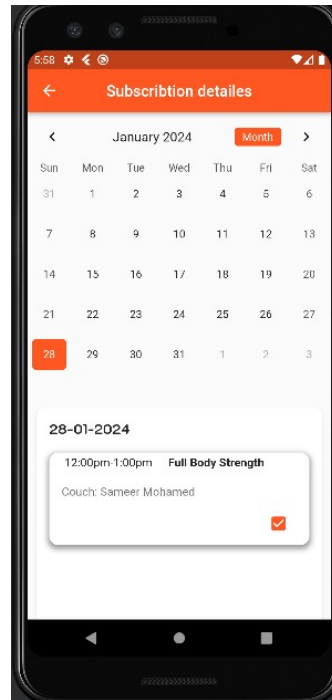 5:58
Subscribtion detailes
January 2024 Month
Sun Mon Tue Wed Thu Fri Sat
31 1 2 3 4 5 6
7 8 9 10 11 12 13
14 15 16 17 18 19 20
21 22 23 24 25 26 27
28 29 30 31 1 2 3
28-01-2024
12:00pm-1:00pm Full Body Strength
Couch: Sameer Mohamed